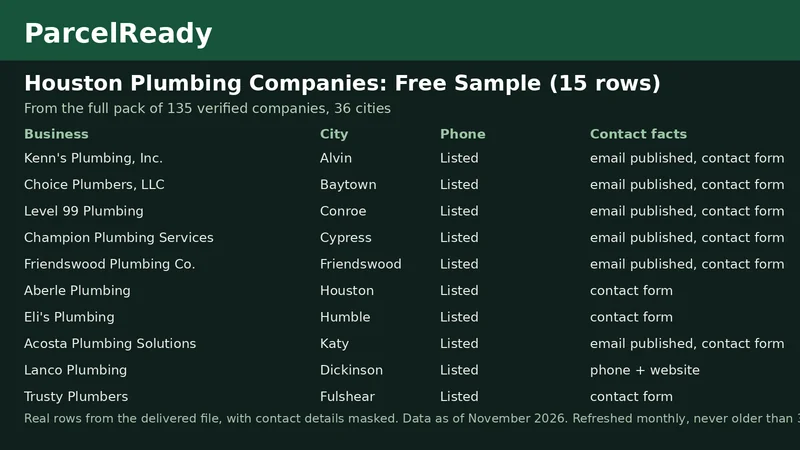 ParcelReady
Houston Plumbing Companies: Free Sample (15 rows)
From the full pack of 135 verified companies, 36 cities
Business City Phone Contact facts
Kenn's Plumbing, Inc. Alvin Listed email published, contact form
Choice Plumbers, LLC Baytown Listed email published, contact form
Level 99 Plumbing Conroe Listed email published, contact form
Champion Plumbing Services Cypress Listed email published, contact form
Friendswood Plumbing Co. Friendswood Listed email published, contact form
Aberle Plumbing Houston Listed contact form
Eli's Plumbing Humble Listed contact form
Acosta Plumbing Solutions Katy Listed email published, contact form
Lanco Plumbing Dickinson Listed phone + website
Trusty Plumbers Fulshear Listed contact form
Real rows from the delivered file, with contact details masked. Data as of November 2026. Refreshed monthly, never older than